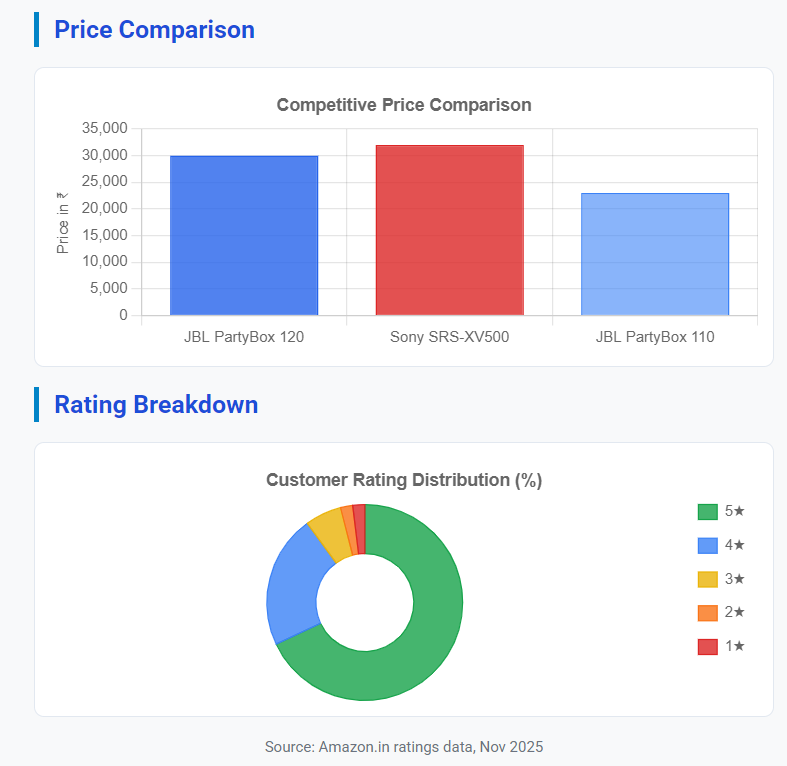 Price Comparison
Competitive Price Comparison
Price in ₹
35,000
30,000
25,000
20,000
15,000
10,000
5,000
0
JBL PartyBox 120
Sony SRS-XV500
JBL PartyBox 110
Rating Breakdown
Customer Rating Distribution (%)
5★
4★
3★
2★
1★
Source: Amazon.in ratings data, Nov 2025